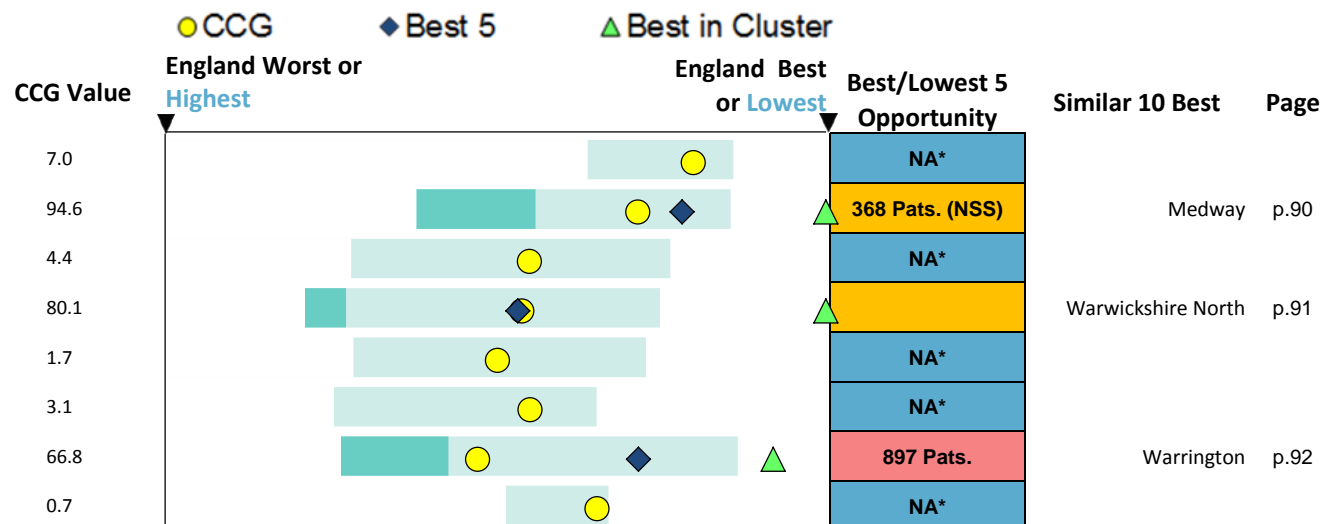 CCG Best 5 Best in Cluster
CCG Value
England Worst or
Highest
England Best
or Lowest
Best/Lowest 5
Opportunity
Similar 10 Best
Page
7.0 NA*
94.6 368 Pats. (NSS) Medway p.90
4.4 NA*
80.1 Warwickshire North p.91
1.7 NA*
3.1 NA*
66.8 897 Pats. Warrington p.92
0.7 NA*